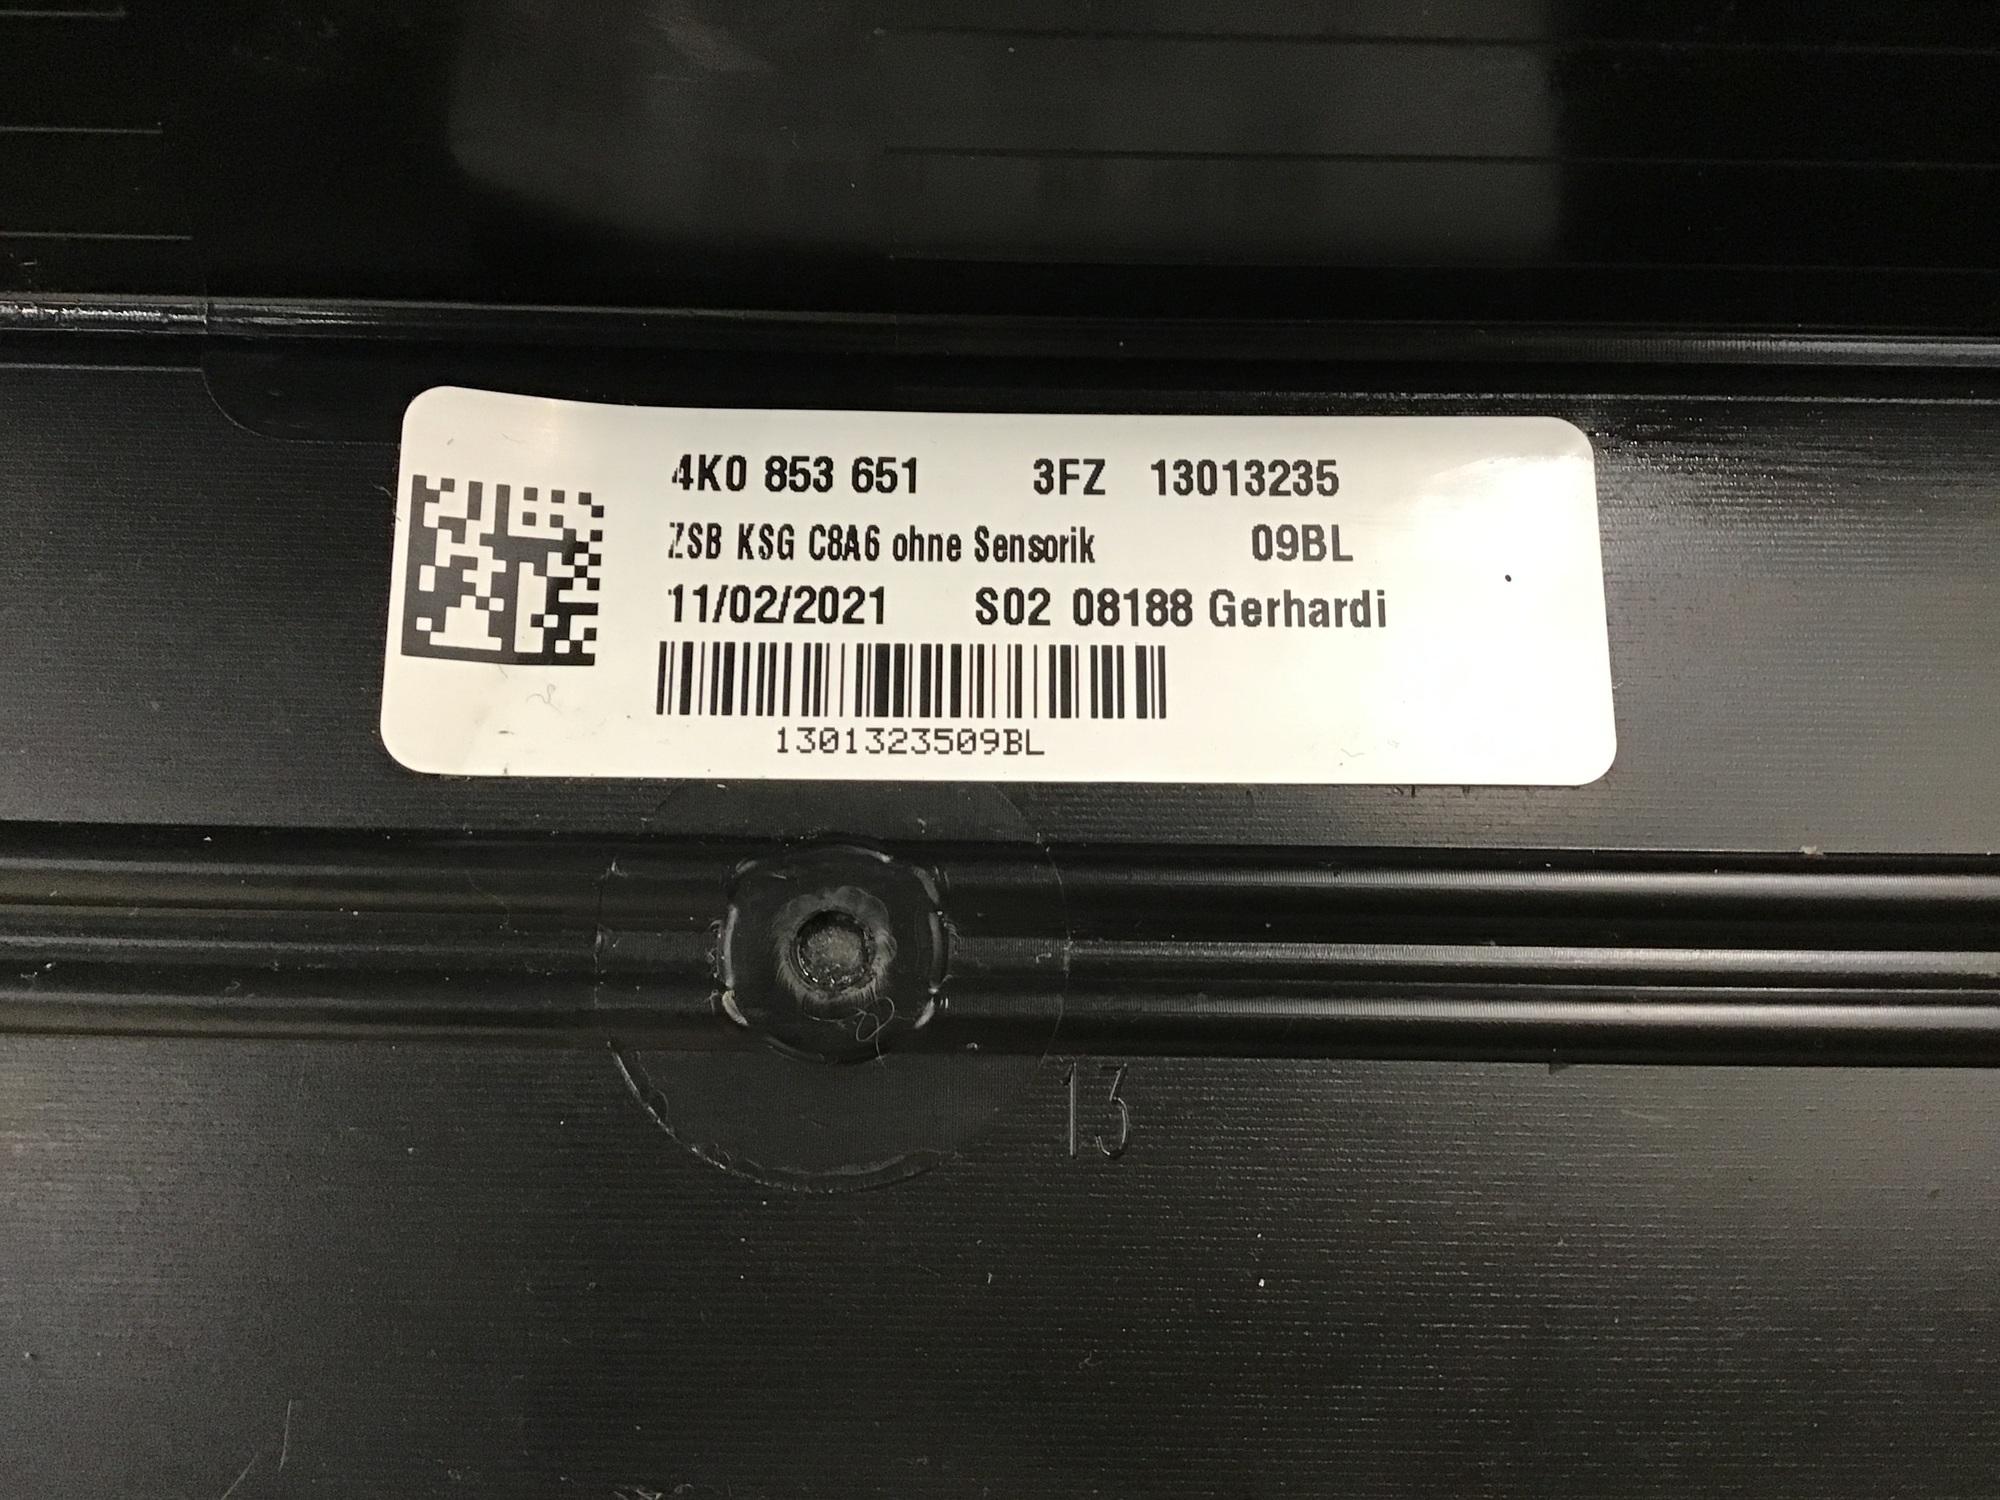 4K0 853 651 3FZ 13013235
ZSB KSG C8A6 ohne Sensorik 09BL
11/02/2021 S02 08188 Gerhardi
1301323509BL
13